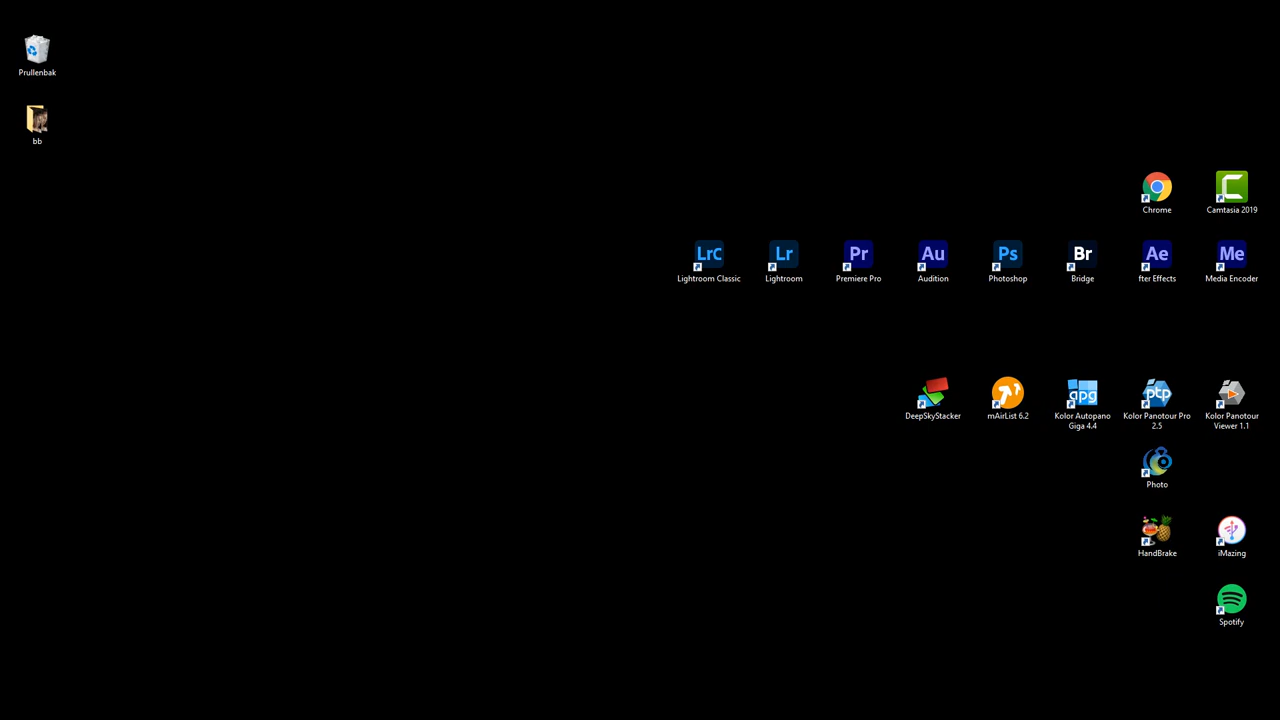 Prullenbak
bb
Chrome
Camtasia 2019
LrC
Lr
Pr
Au
Ps
Br
Ae
Me
Lightroom Classic
Lightroom
Premiere Pro
Audition
Photoshop
Bridge
fter Effects
Media Encoder
apg
ptp
DeepSkyStacker
mAirList 6.2
Kolor Autopano
Giga 4.4
Kolor Panotour Pro
2.5
Kolor Panotour
Viewer 1.1
Photo
HandBrake
iMazing
Spotify